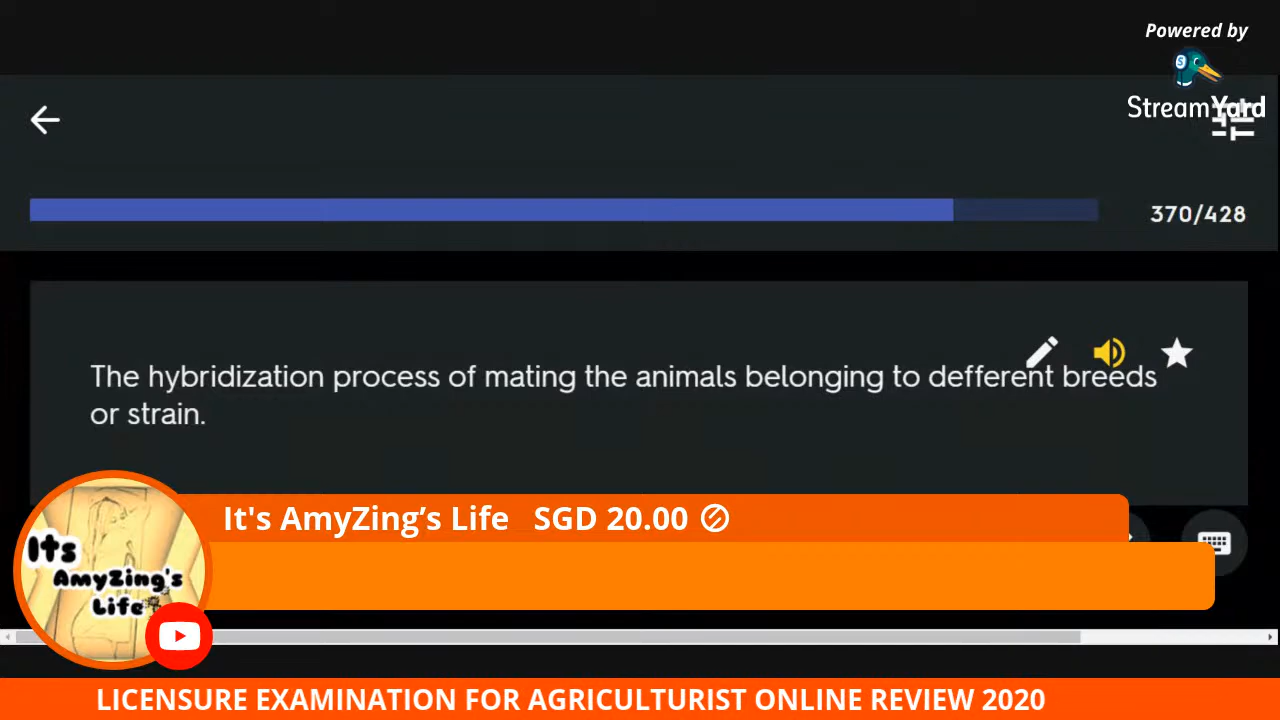 Powered by
StreamYard
370/428
The hybridization process of mating the animals belonging to defferent breeds
or strain.
It's AmyZing’s Life SGD 20.00
Its
AmyZing's
Life
LICENSURE EXAMINATION FOR AGRICULTURIST ONLINE REVIEW 2020